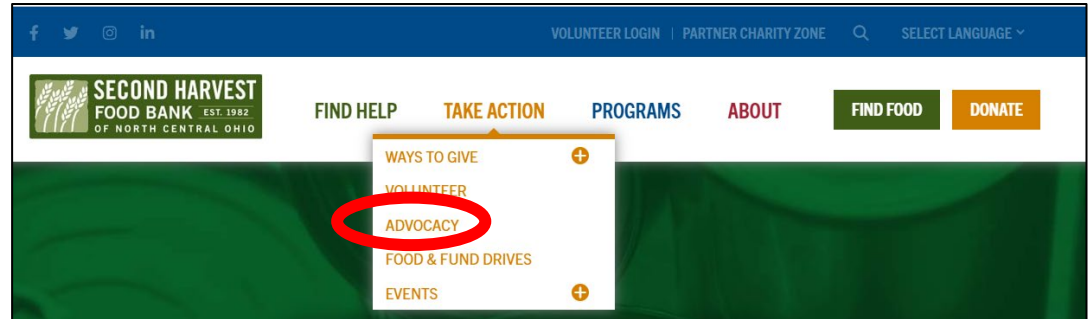 VOLUNTEER LOGIN | PARTNER CHARITY ZONE SELECT LANGUAGE
SECOND HARVEST
FOOD BANK EST. 1982
OF NORTH CENTRAL OHIO
FIND HELP TAKE ACTION PROGRAMS ABOUT FIND FOOD DONATE
WAYS TO GIVE
VOLUNTEER
ADVOCACY
FOOD & FUND DRIVES
EVENTS